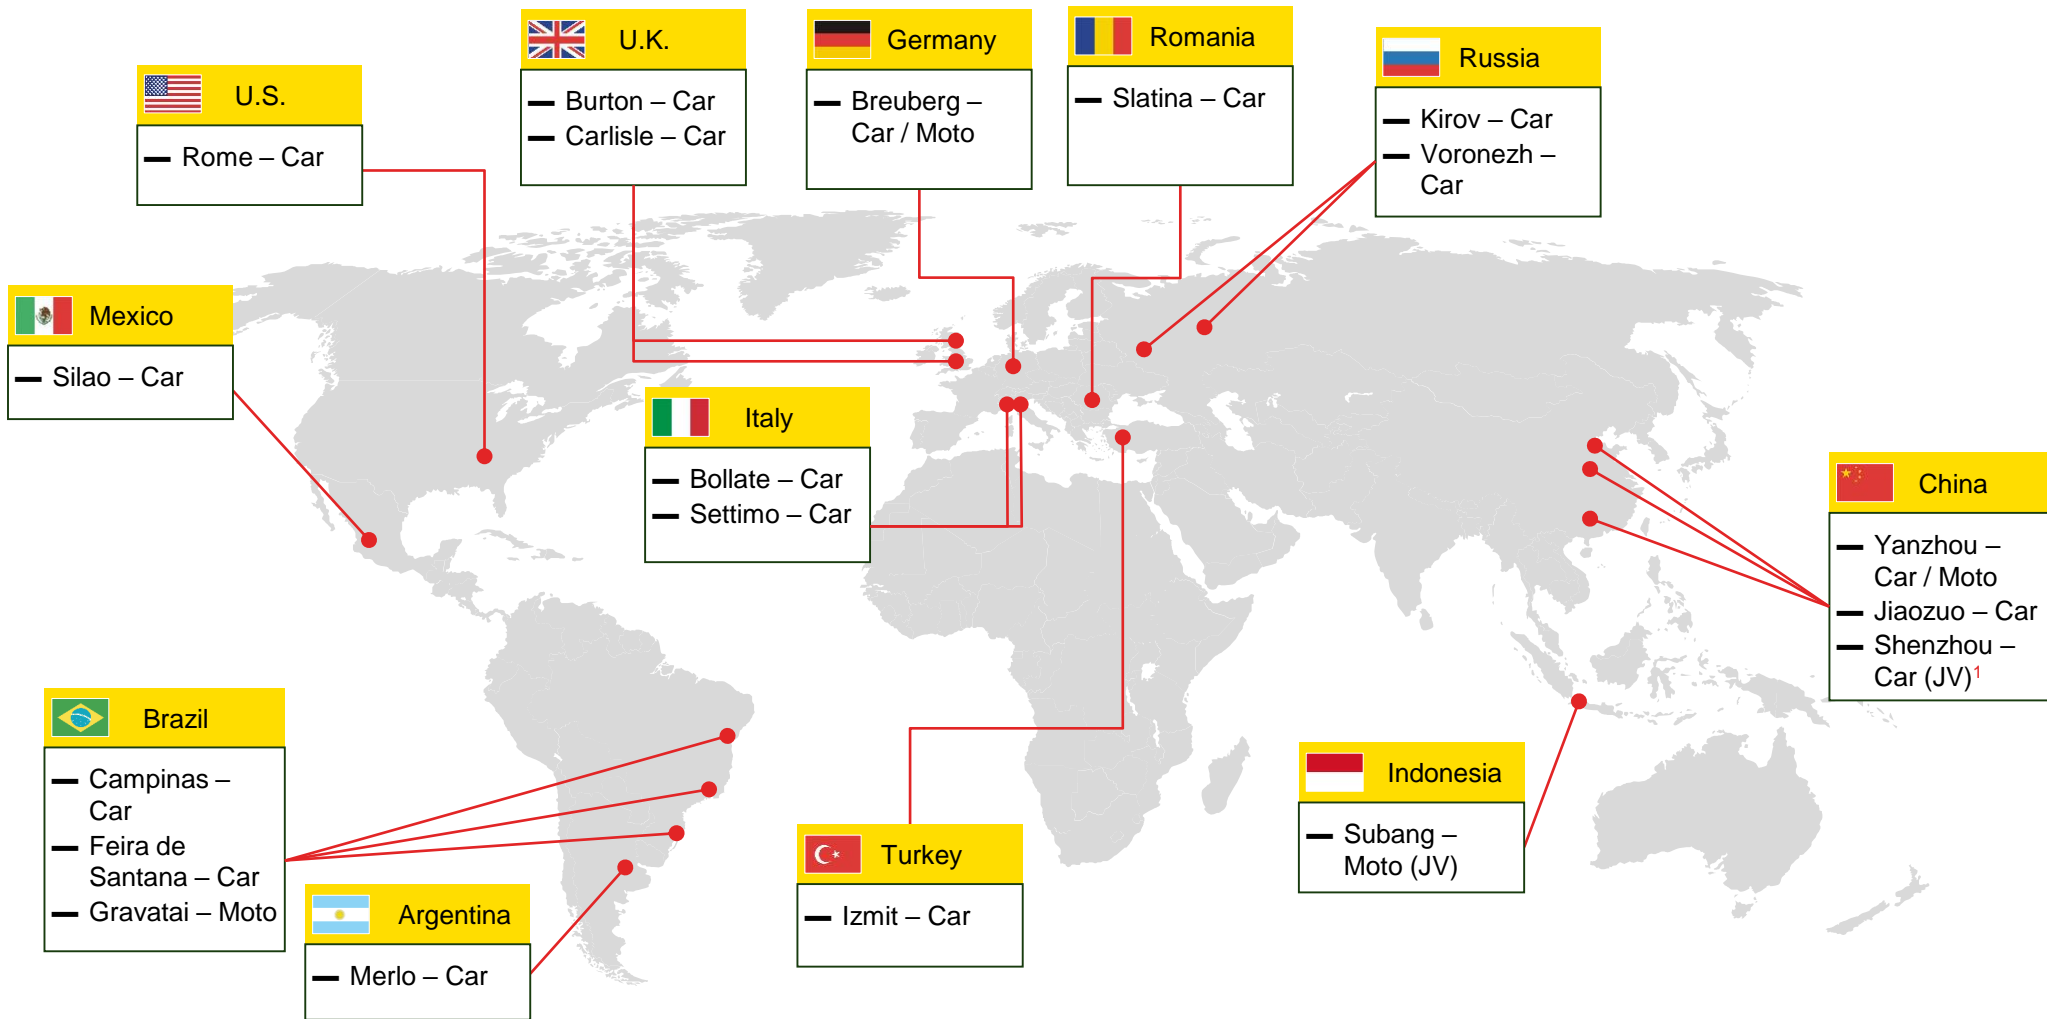 U.S.
— Rome – Car
U.K.
— Burton – Car
— Carlisle – Car
Germany
— Breuberg –
Car / Moto
Romania
— Slatina – Car
Russia
— Kirov – Car
— Voronezh –
Car
Mexico
— Silao – Car
Italy
— Bollate – Car
— Settimo – Car
China
— Yanzhou –
Car / Moto
— Jiaozuo – Car
— Shenzhou –
Car (JV)¹
Brazil
— Campinas –
Car
— Feira de
Santana – Car
— Gravatai – Moto
Argentina
— Merlo – Car
Turkey
— Izmit – Car
Indonesia
— Subang –
Moto (JV)